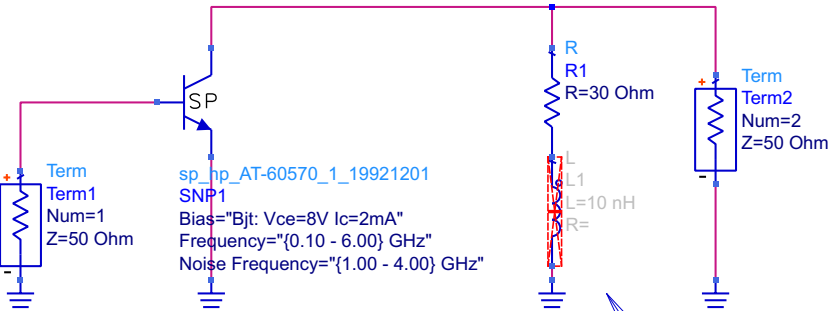 R
R1
R=30 Ohm
SP
Term
Term2
Num=2
Z=50 Ohm
Term
Term1
Num=1
Z=50 Ohm
sp_hp_AT-60570_1_19921201
SNP1
Bias="Bjt: Vce=8V Ic=2mA"
Frequency="{0.10 - 6.00} GHz"
Noise Frequency="{1.00 - 4.00} GHz"
L
L1
L=10 nH
R=